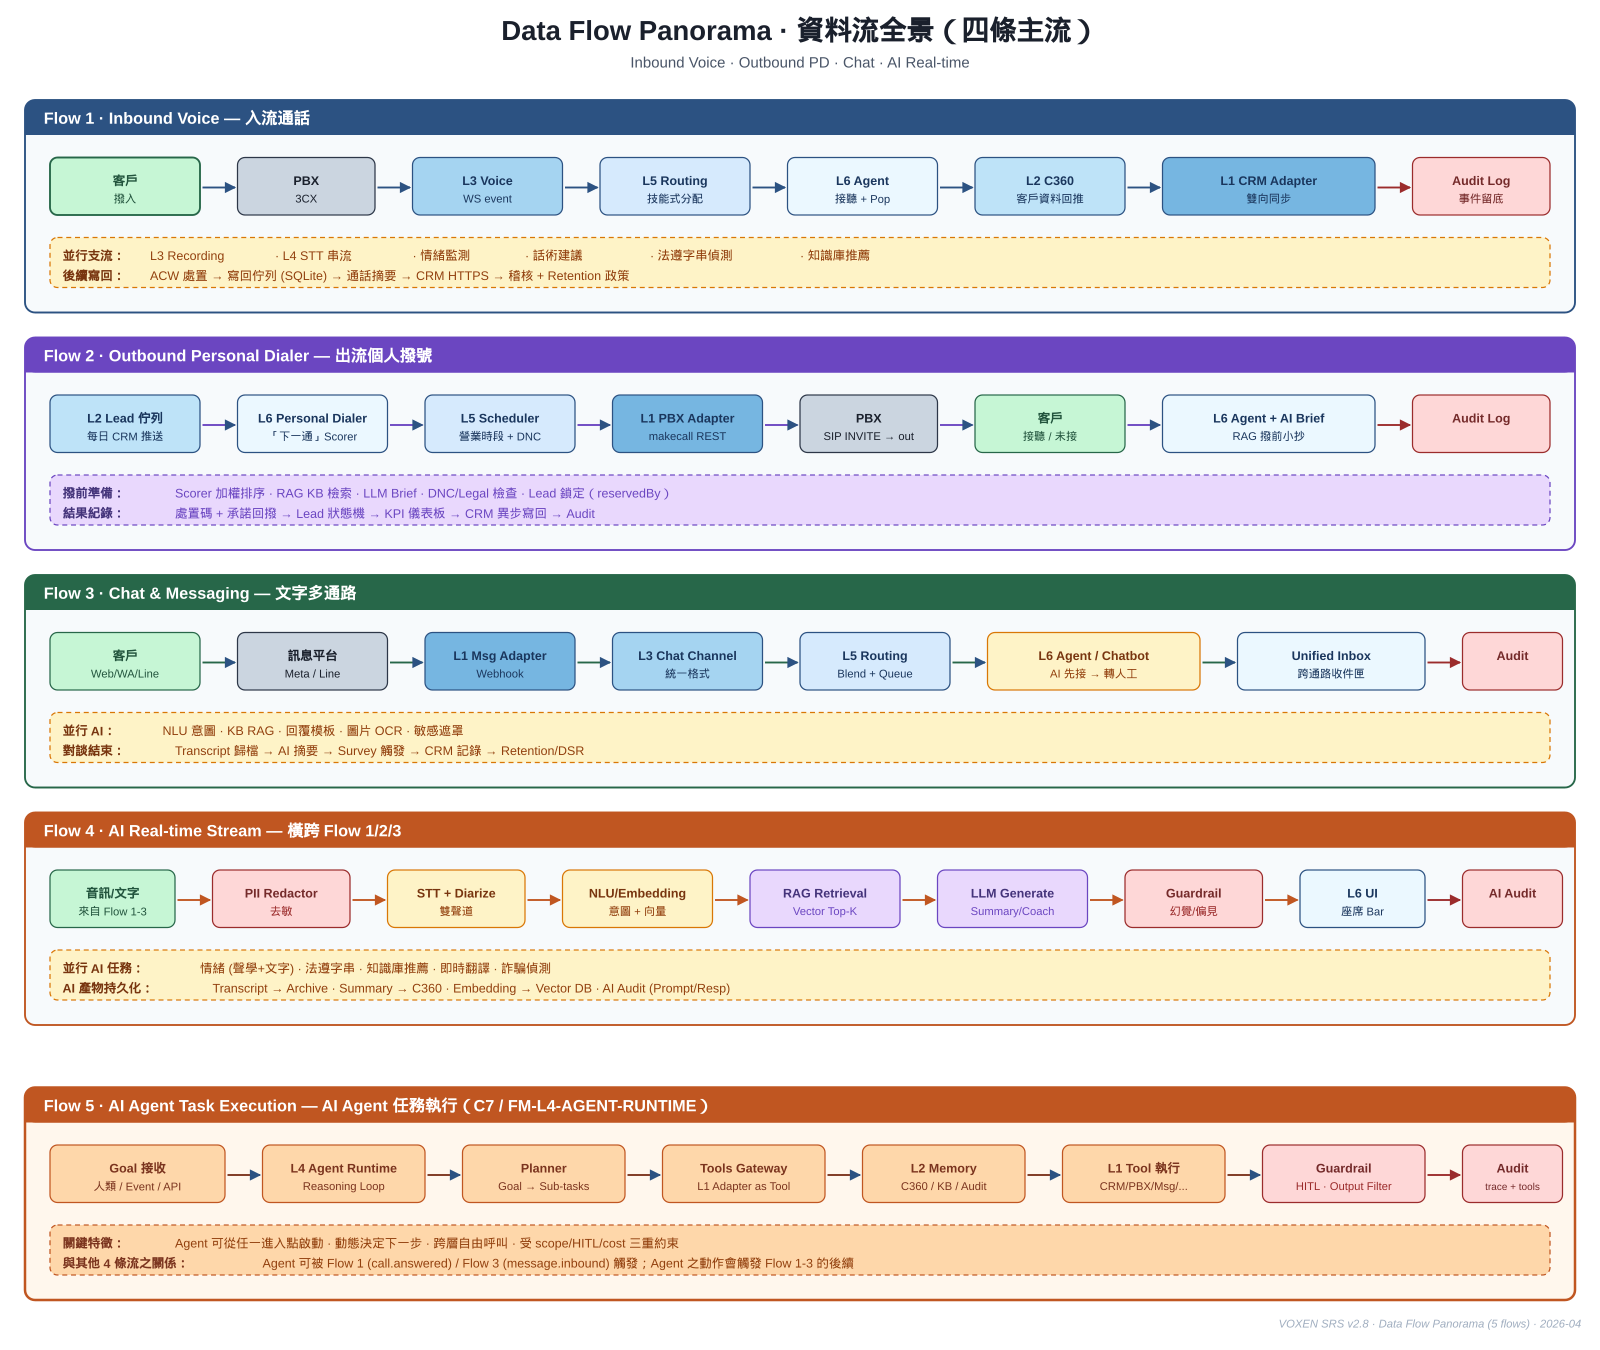 Data Flow Panorama · 資料流全景（四條主流）
Inbound Voice · Outbound PD · Chat · AI Real-time
Flow 1 · Inbound Voice — 入流通話
客戶
撥入
PBX
3CX
L3 Voice
WS event
L5 Routing
技能式分配
L6 Agent
接聽 + Pop
L2 C360
客戶資料回推
L1 CRM Adapter
雙向同步
Audit Log
事件留底
並行支流： L3 Recording · L4 STT 串流 · 情緒監測 · 話術建議 · 法遵字串偵測 · 知識庫推薦
後續寫回： ACW 處置 → 寫回佇列 (SQLite) → 通話摘要 → CRM HTTPS → 稽核 + Retention 政策
Flow 2 · Outbound Personal Dialer — 出流個人撥號
L2 Lead 佇列
每日 CRM 推送
L6 Personal Dialer
「下一通」Scorer
L5 Scheduler
營業時段 + DNC
L1 PBX Adapter
makecall REST
PBX
SIP INVITE → out
客戶
接聽 / 未接
L6 Agent + AI Brief
RAG 撥前小抄
Audit Log
撥前準備： Scorer 加權排序 · RAG KB 檢索 · LLM Brief · DNC/Legal 檢查 · Lead 鎖定（reservedBy）
結果紀錄： 處置碼 + 承諾回撥 → Lead 狀態機 → KPI 儀表板 → CRM 異步寫回 → Audit
Flow 3 · Chat & Messaging — 文字多通路
客戶
Web/WA/Line
訊息平台
Meta / Line
L1 Msg Adapter
Webhook
L3 Chat Channel
統一格式
L5 Routing
Blend + Queue
L6 Agent / Chatbot
AI 先接 → 轉人工
Unified Inbox
跨通路收件匣
Audit
並行 AI： NLU 意圖 · KB RAG · 回覆模板 · 圖片 OCR · 敏感遮罩
對談結束： Transcript 歸檔 → AI 摘要 → Survey 觸發 → CRM 記錄 → Retention/DSR
Flow 4 · AI Real-time Stream — 橫跨 Flow 1/2/3
音訊/文字
來自 Flow 1-3
PII Redactor
去敏
STT + Diarize
雙聲道
NLU/Embedding
意圖 + 向量
RAG Retrieval
Vector Top-K
LLM Generate
Summary/Coach
Guardrail
幻覺/偏見
L6 UI
座席 Bar
AI Audit
並行 AI 任務： 情緒 (聲學+文字) · 法遵字串 · 知識庫推薦 · 即時翻譯 · 詐騙偵測
AI 產物持久化： Transcript → Archive · Summary → C360 · Embedding → Vector DB · AI Audit (Prompt/Resp)
Flow 5 · AI Agent Task Execution — AI Agent 任務執行（C7 / FM-L4-AGENT-RUNTIME）
Goal 接收
人類 / Event / API
L4 Agent Runtime
Reasoning Loop
Planner
Goal → Sub-tasks
Tools Gateway
L1 Adapter as Tool
L2 Memory
C360 / KB / Audit
L1 Tool 執行
CRM/PBX/Msg/...
Guardrail
HITL · Output Filter
Audit
trace + tools
關鍵特徵： Agent 可從任一進入點啟動 · 動態決定下一步 · 跨層自由呼叫 · 受 scope/HITL/cost 三重約束
與其他 4 條流之關係： Agent 可被 Flow 1 (call.answered) / Flow 3 (message.inbound) 觸發；Agent 之動作會觸發 Flow 1-3 的後續
VOXEN SRS v2.8 · Data Flow Panorama (5 flows) · 2026-04